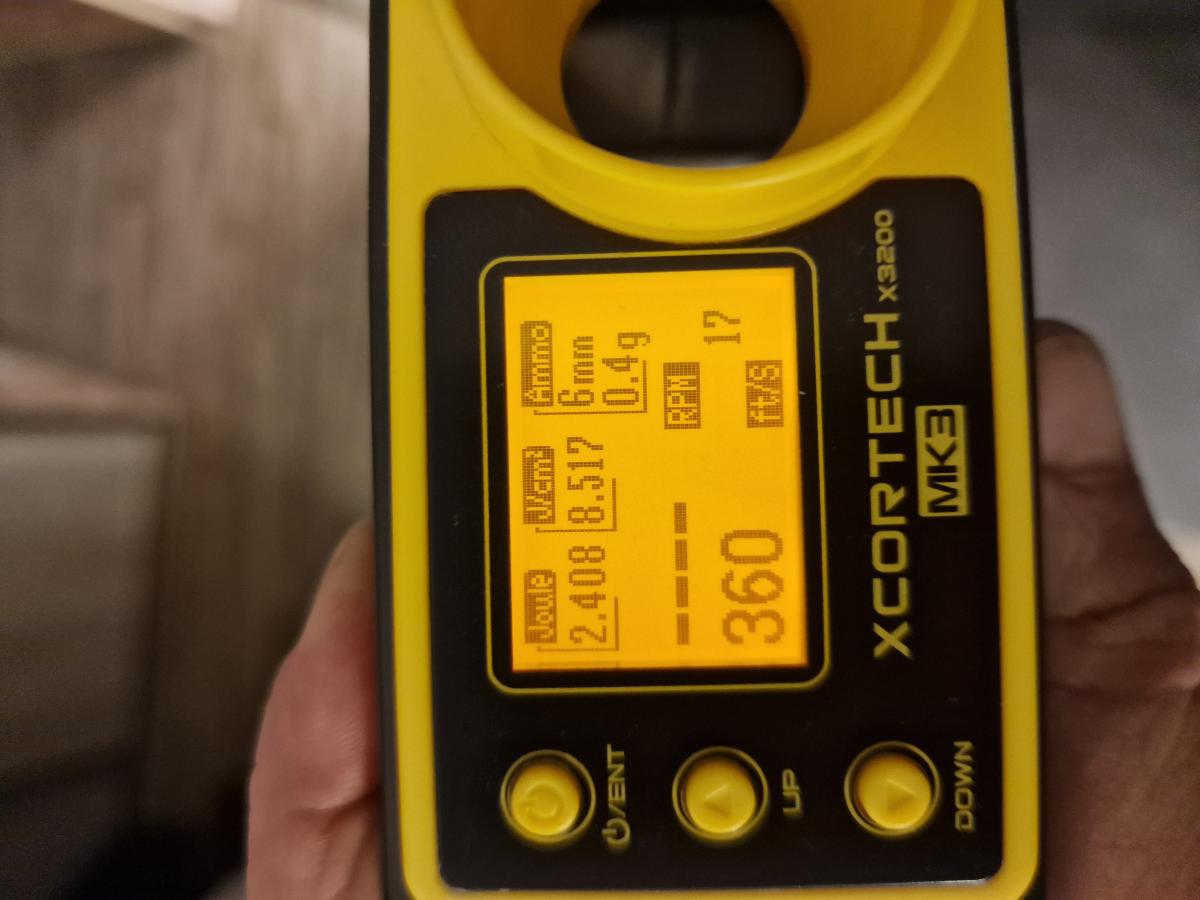 Joule J/cm² Ammo
2.408 8.517 6mm
0.4g
---- RPM
17
360 ft/S
XCORTECH X3200
MK3
⏻/ENT
UP
DOWN